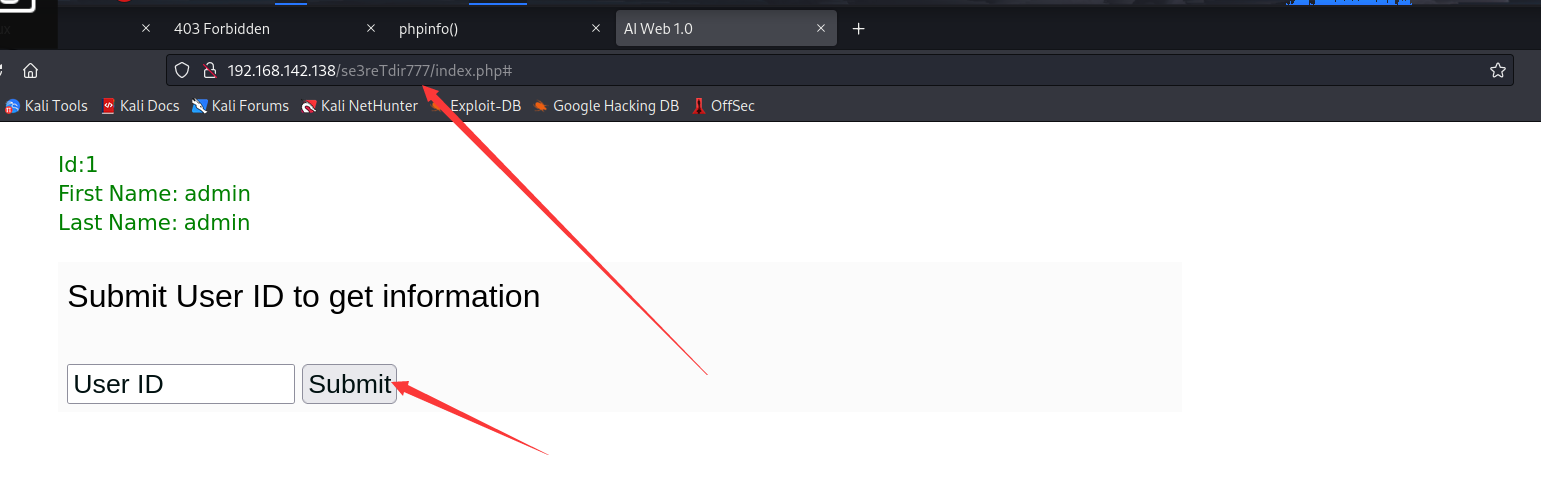 403 Forbidden phpinfo() AI Web 1.0
192.168.142.138/se3reTdir777/index.php#
Kali Tools Kali Docs Kali Forums Kali NetHunter Exploit-DB Google Hacking DB OffSec
Id:1
First Name: admin
Last Name: admin
Submit User ID to get information
User ID Submit